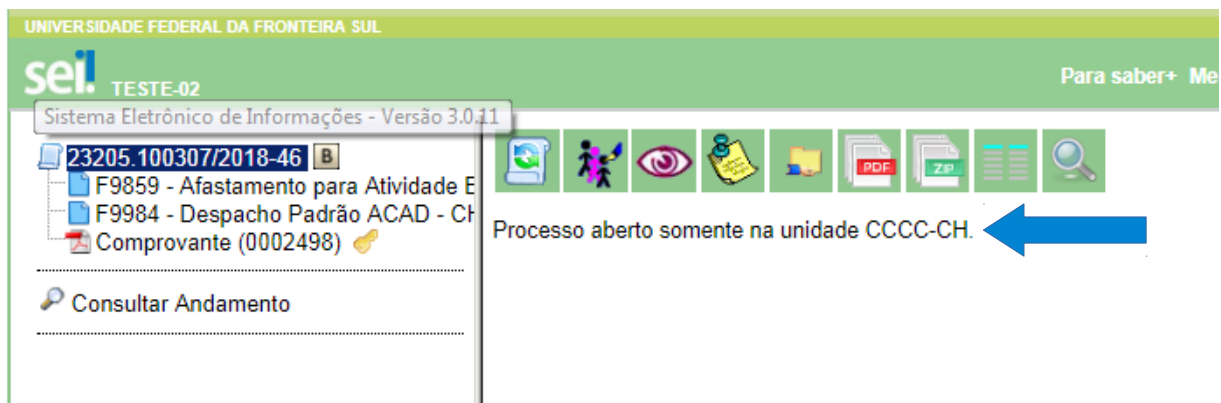 UNIVERSIDADE FEDERAL DA FRONTEIRA SUL
sei! TESTE-02
Para saber+ Me
Sistema Eletrônico de Informações - Versão 3.0.11
23205.100307/2018-46 B
F9859 - Afastamento para Atividade E
F9984 - Despacho Padrão ACAD - CH
Comprovante (0002498)
Consultar Andamento
PDF
ZIP
Processo aberto somente na unidade CCCC-CH.